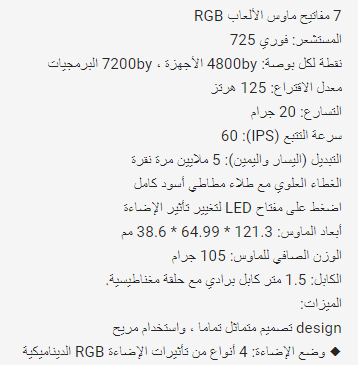 7 مفاتيح ماوس الألعاب RGB
المستشعر: فوري 725
نقطة لكل بوصة: 4800by الأجهزة ، 7200by البرمجيات
معدل الاقتراع: 125 هرتز
التسارع: 20 جرام
سرعة التتبع (IPS): 60
التبديل (اليسار واليمين): 5 ملايين مرة نقرة
الغطاء العلوي مع طلاء مطاطي أسود كامل
اضغط على مفتاح LED لتغيير تأثير الإضاءة
أبعاد الماوس: 121.3 * 64.99 * 38.6 مم
الوزن الصافي للماوس: 105 جرام
الكابل: 1.5 متر كابل برادي مع حلقة مغناطيسية.
الميزات:
design تصميم متماثل تماما ، واستخدام مريح
◆ وضع الإضاءة: 4 أنواع من تأثيرات الإضاءة RGB الديناميكية